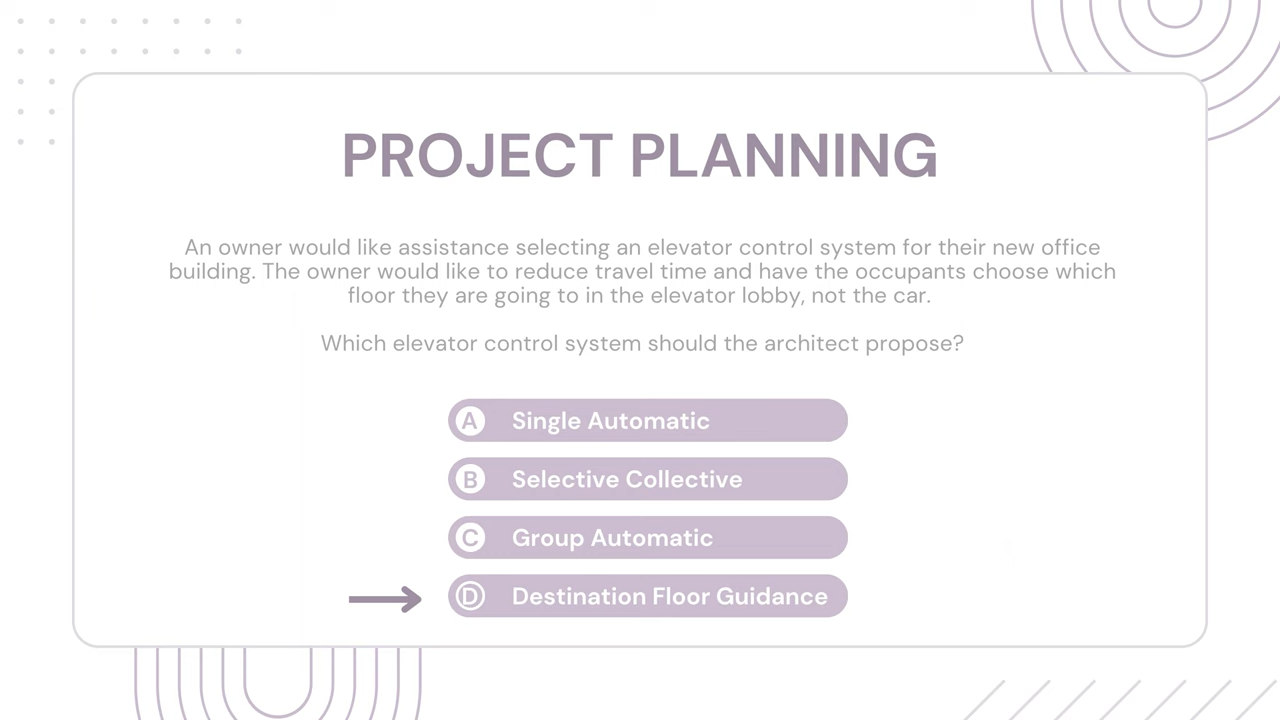 PROJECT PLANNING
An owner would like assistance selecting an elevator control system for their new office
building. The owner would like to reduce travel time and have the occupants choose which
floor they are going to in the elevator lobby, not the car.
Which elevator control system should the architect propose?
A Single Automatic
B Selective Collective
C Group Automatic
D Destination Floor Guidance